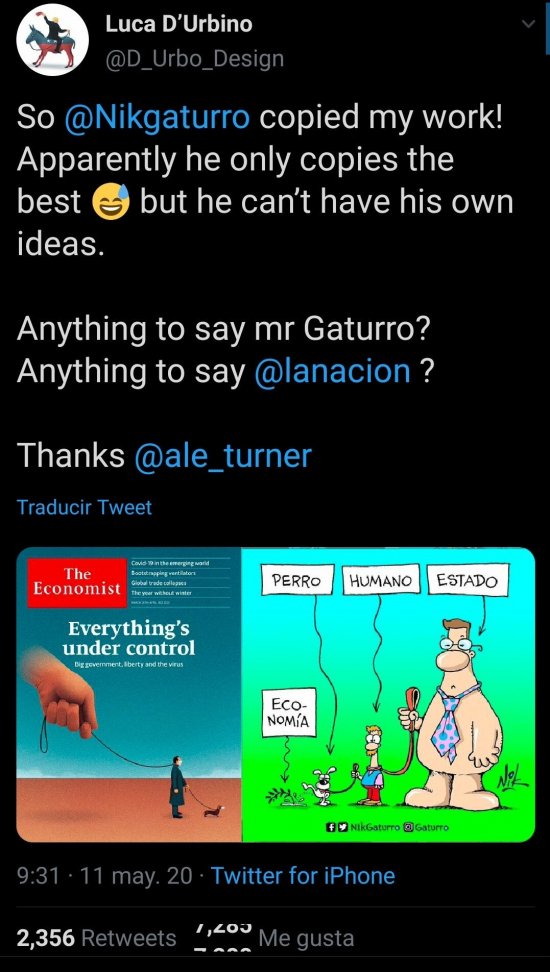 Luca D’Urbino
@D_Urbo_Design
So @Nikgaturro copied my work!
Apparently he only copies the
best 😅 but he can’t have his own
ideas.
Anything to say mr Gaturro?
Anything to say @lanacion ?
Thanks @ale_turner
Traducir Tweet
The
Economist
Covid-19 in the emerging world
Bootstrapping ventilators
Global trade collapses
The year without winter
Everything’s
under control
Big government, liberty and the virus
PERRO
HUMANO
ESTADO
ECO-
NOMÍA
NIK
NikGaturro Gaturro
9:31 · 11 may. 20 · Twitter for iPhone
2,356 Retweets Me gusta